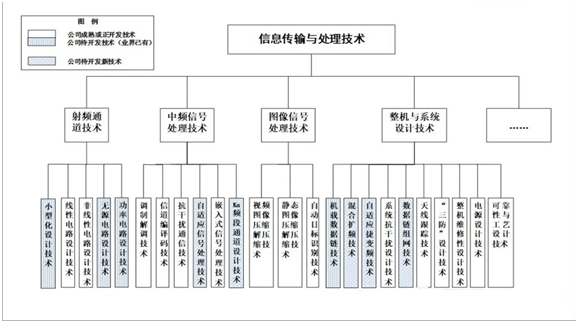 图 例
公司成熟或正开发技术
公司待开发技术（业界已有）
公司待开发新技术
信息传输与处理技术
射频通
道技术
中频信号
处理技术
图像信号
处理技术
整机与系统
设计技术
……
小型化设计技术
线性电路设计技术
非线性电路设计技术
无源电路设计技术
功率电路设计技术
调制解调技术
信道编译码技术
抗干扰通信技术
自适应信号处理技术
嵌入式信号处理技术
Ka频段通道设计技术
视频图像压缩解压缩技术
静态图像压缩解压缩技术
自动目标识别技术
机载数据链技术
混合扩频技术
自适应捷变频技术
系统抗干扰设计技术
数据链组网技术
天线跟踪技术
“三防”设计技术
整机维修性设计技术
电源设计技术
可靠性与工艺设计技术